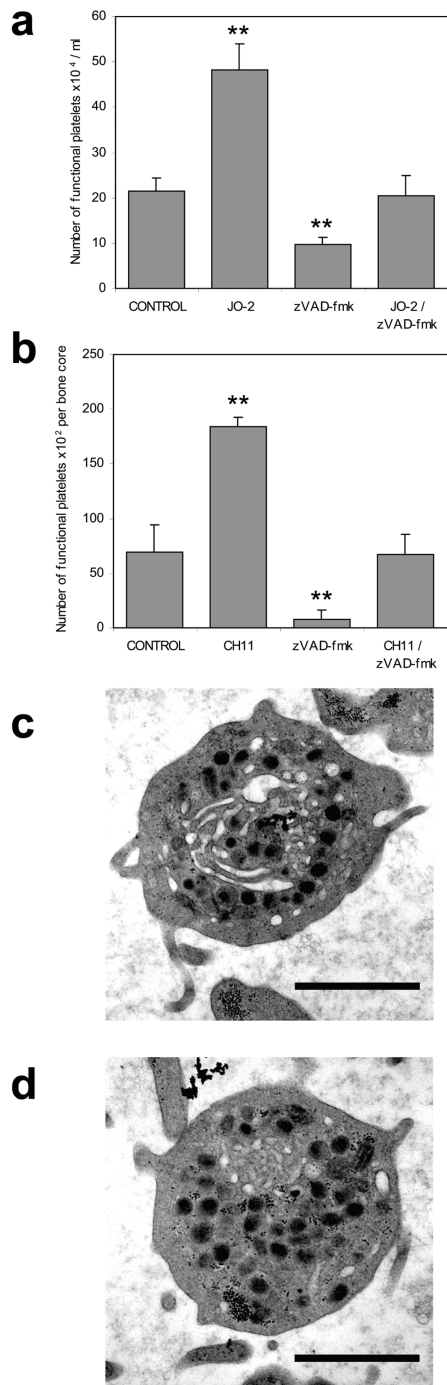 a
Number of functional platelets x10⁴ / ml
60
50
40
30
20
10
0
**
**
CONTROL
JO-2
zVAD-fmk
JO-2 /
zVAD-fmk
b
Number of functional platelets x10⁻² per bone core
250
200
150
100
50
0
**
**
CONTROL
CH11
zVAD-fmk
CH11 /
zVAD-fmk
c
d